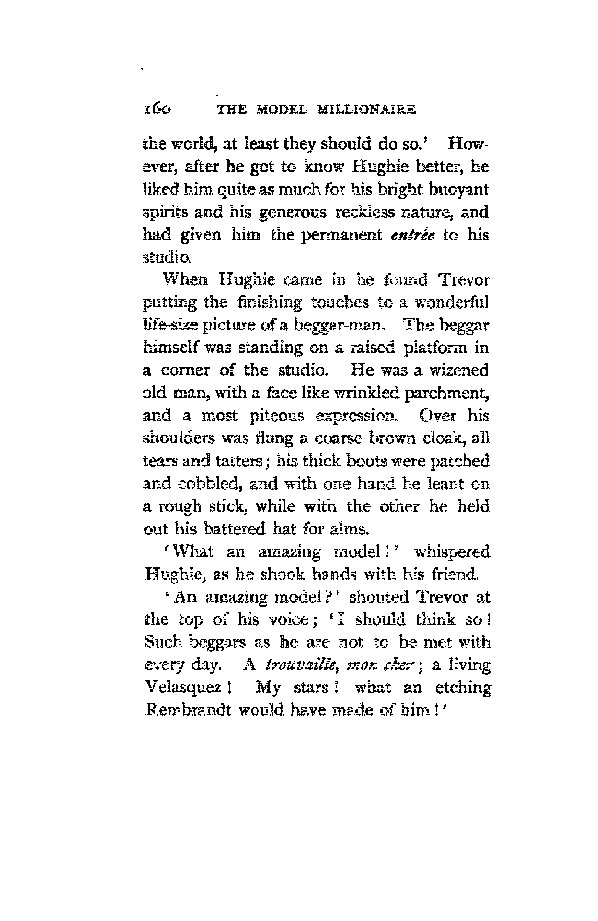 160 THE MODEL MILLIONAIRE
the world, at least they should do so.' How-
ever, after he got to know Hughie better, he
liked him quite as much for his bright buoyant
spirits and his generous reckless nature, and
had given him the permanent entrée to his
studio.
When Hughie came in he found Trevor
putting the finishing touches to a wonderful
life-size picture of a beggar-man. The beggar
himself was standing on a raised platform in
a corner of the studio. He was a wizened
old man, with a face like wrinkled parchment,
and a most piteous expression. Over his
shoulders was flung a coarse brown cloak, all
tears and tatters; his thick boots were patched
and cobbled, and with one hand he leant on
a rough stick, while with the other he held
out his battered hat for alms.
'What an amazing model!' whispered
Hughie, as he shook hands with his friend.
'An amazing model?' shouted Trevor at
the top of his voice; 'I should think so!
Such beggars as he are not to be met with
every day. A trouvaille, mon cher; a living
Velasquez! My stars! what an etching
Rembrandt would have made of him!'